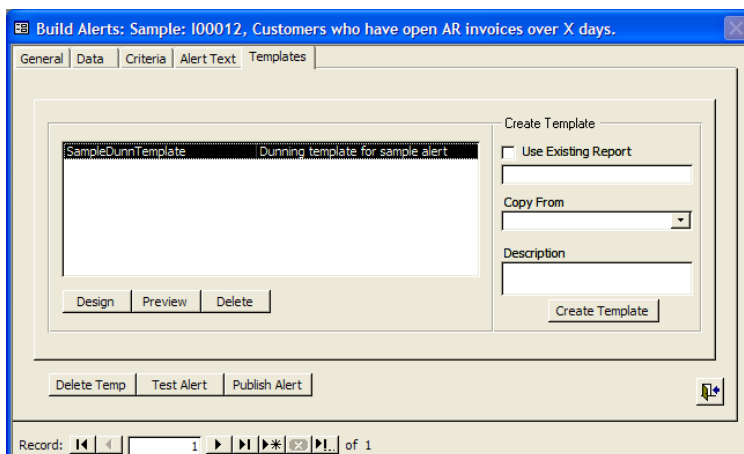 Build Alerts: Sample: I00012, Customers who have open AR invoices over X days.
General Data Criteria Alert Text Templates
Create Template
SampleDunnTemplate Dunning template for sample alert
Use Existing Report
Copy From
Description
Design Preview Delete
Create Template
Delete Temp Test Alert Publish Alert
Record: 1 of 1